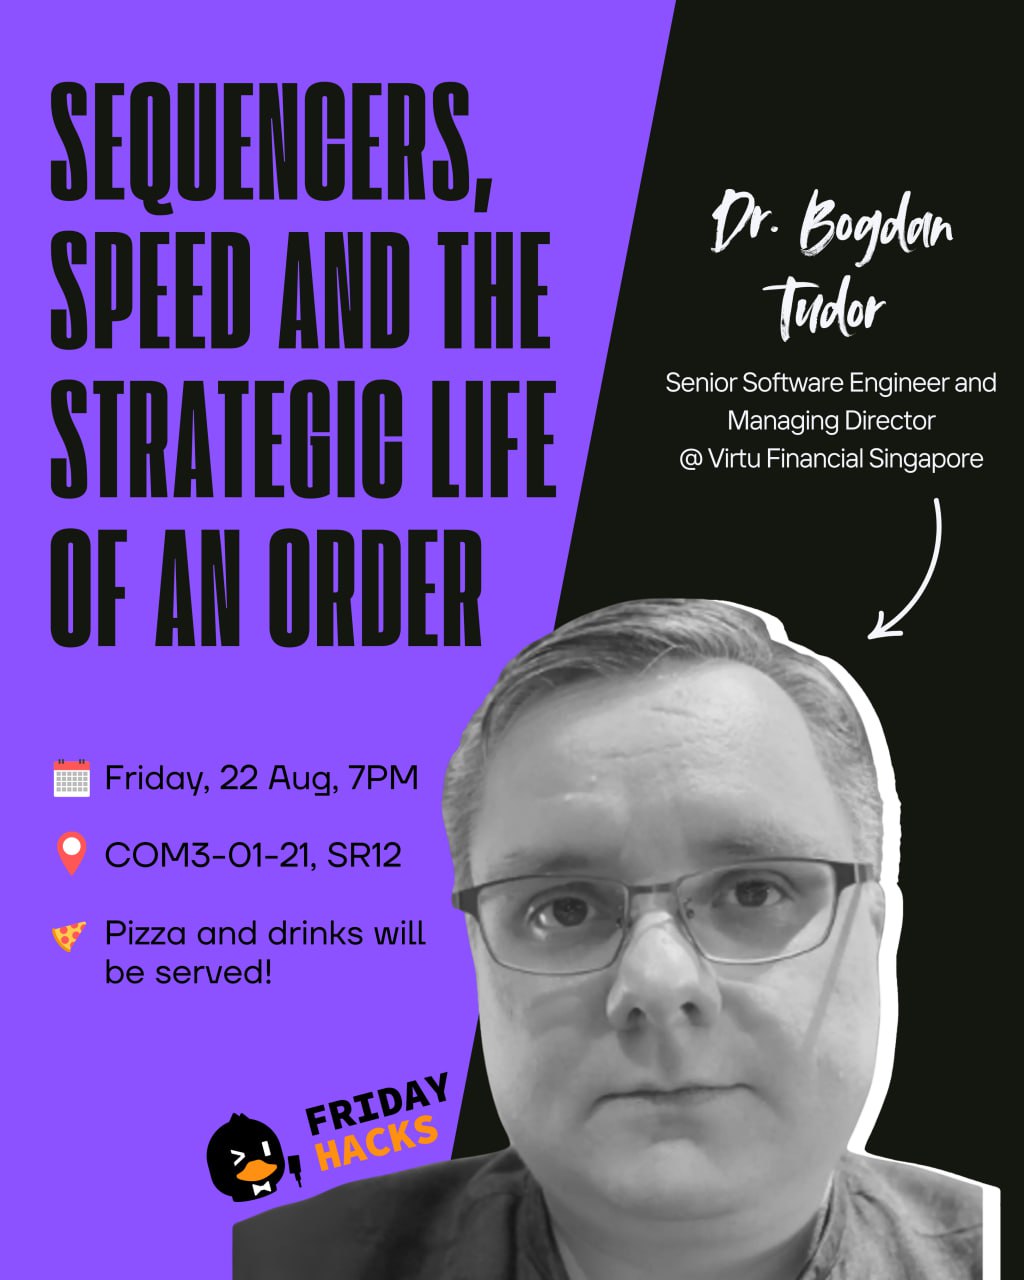 SEQUENCERS,
SPEED AND THE
STRATEGIC LIFE
OF AN ORDER
Dr. Bogdan
Tudor
Senior Software Engineer and
Managing Director
@ Virtu Financial Singapore
Friday, 22 Aug, 7PM
COM3-01-21, SR12
Pizza and drinks will
be served!
FRIDAY
HACKS